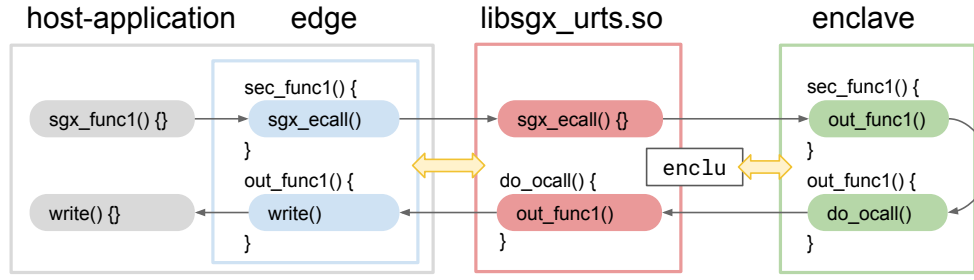 host-application
edge
libsgx_urts.so
enclave
sec_func1() {
sec_func1() {
sgx_func1() {}
sgx_ecall()
sgx_ecall() {}
out_func1()
}
}
enclu
out_func1() {
do_ocall() {
out_func1() {
write() {}
write()
out_func1()
do_ocall()
}
}
}